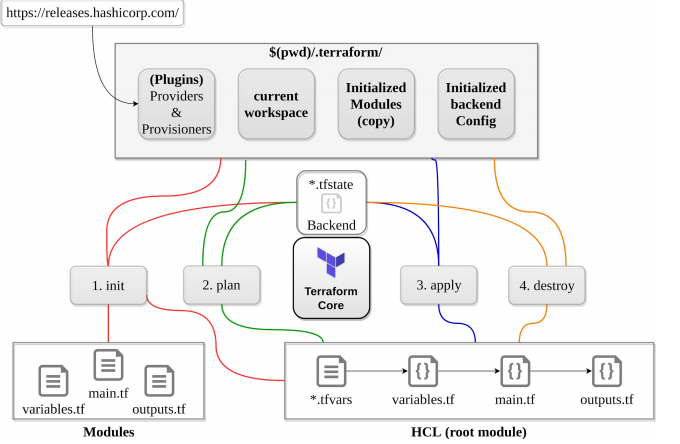 https://releases.hashicorp.com/
$(pwd)/.terraform/
(Plugins)
Providers
&
Provisioners
current
workspace
Initialized
Modules
(copy)
Initialized
backend
Config
*.tfstate
{}
Backend
Terraform
Core
1. init
2. plan
3. apply
4. destroy
variables.tf
main.tf
outputs.tf
Modules
*.tfvars
{}
variables.tf
{}
main.tf
{}
outputs.tf
HCL (root module)